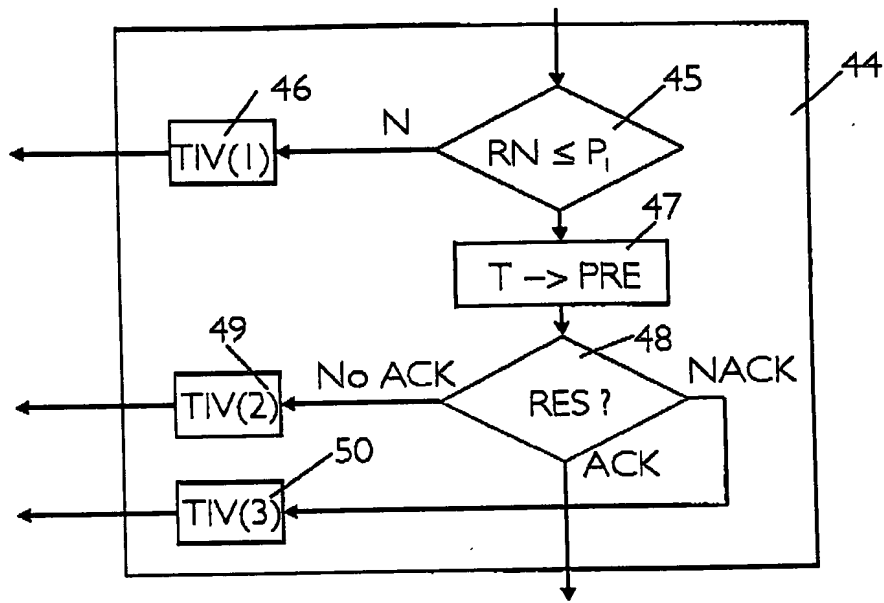 44
45
46
N
TIV(1)
RN ≤ P₁
47
T –> PRE
48
49
No ACK
NACK
TIV(2)
RES ?
50
ACK
TIV(3)